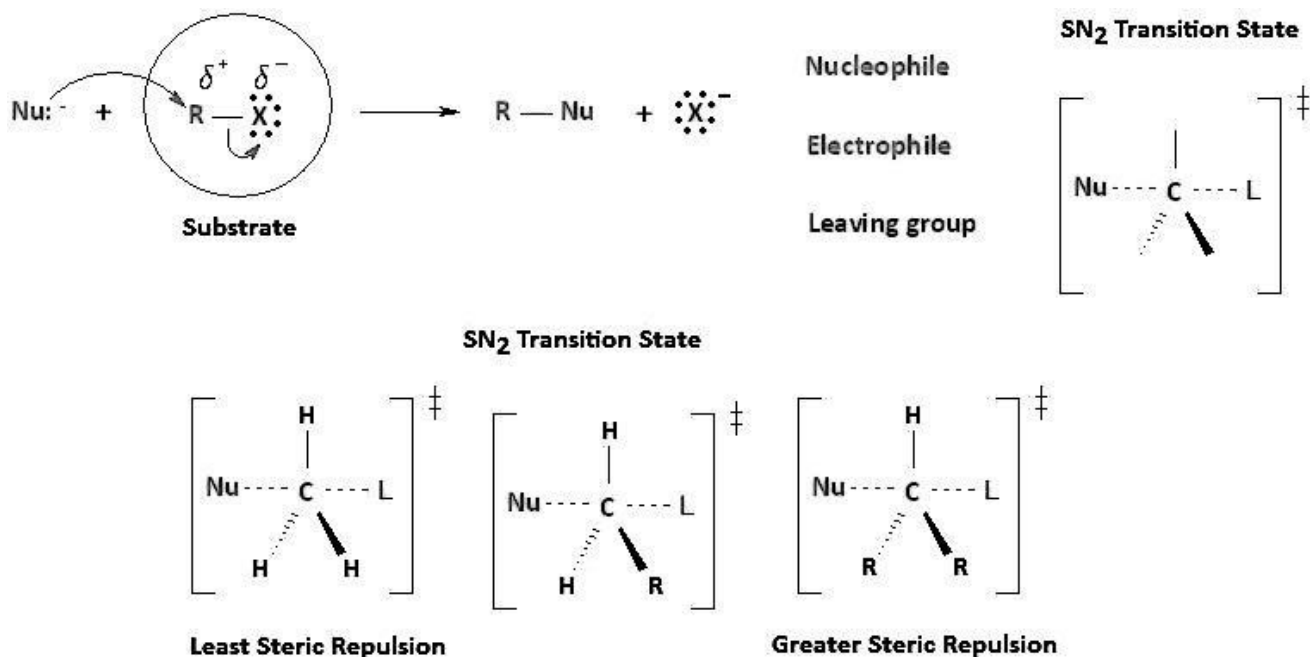 SN2 Transition State
δ+ δ− Nucleophile
Nu:- + R — X R — Nu + X− ‡
Electrophile
Nu C L
Substrate Leaving group
SN2 Transition State
‡ ‡ ‡
H H H
Nu C L Nu C L Nu C L
H H H R R R
Least Steric Repulsion Greater Steric Repulsion